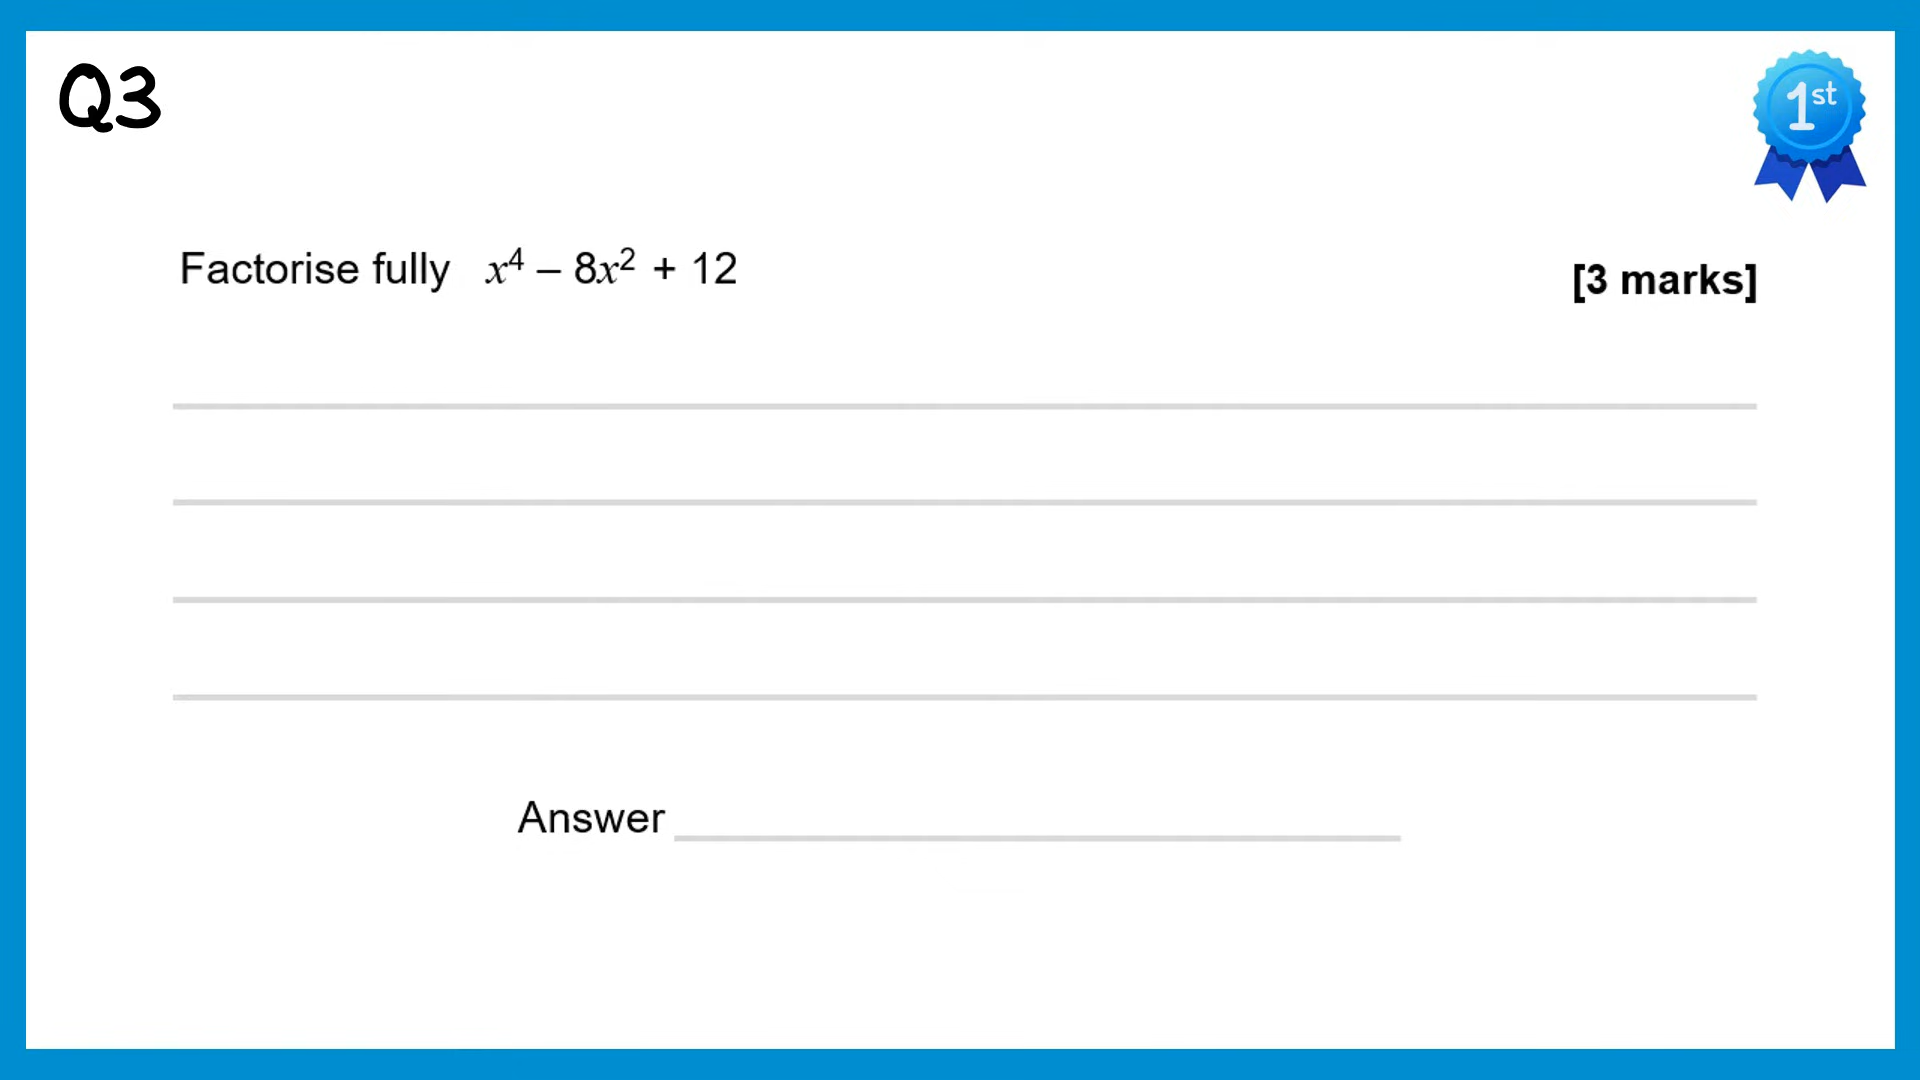 Q3
1st
Factorise fully x⁴ – 8x² + 12
[3 marks]
Answer